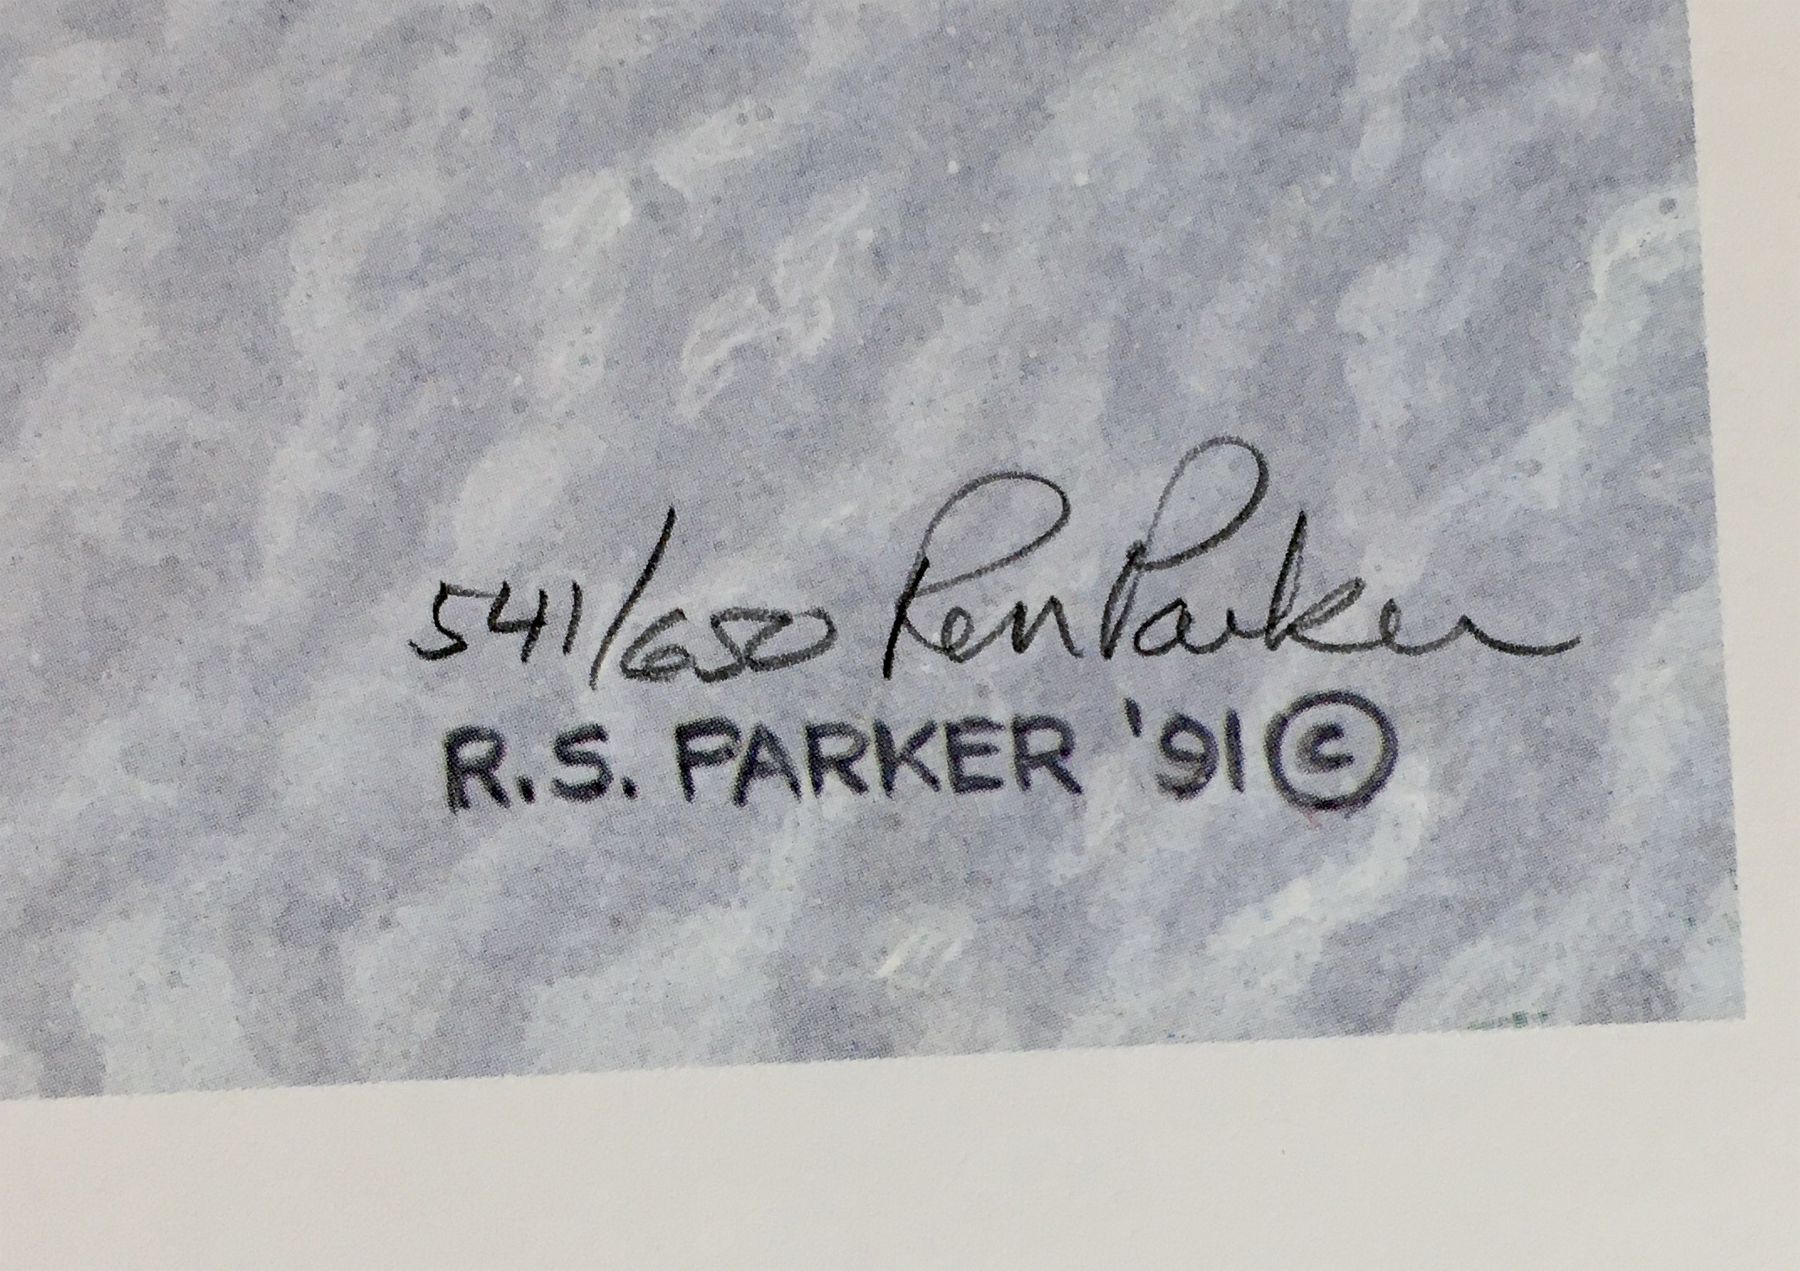 541/650 Ron Parker
R.S. PARKER '91 ©